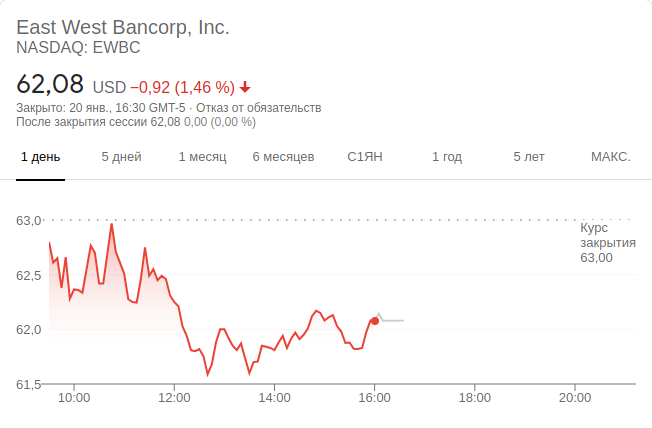 East West Bancorp, Inc.
NASDAQ: EWBC
62,08 USD −0,92 (1,46 %)
Закрыто: 20 янв., 16:30 GMT-5 · Отказ от обязательств
После закрытия сессии 62,08 0,00 (0,00 %)
1 день 5 дней 1 месяц 6 месяцев С1ЯН 1 год 5 лет МАКС.
63,0
Курс
закрытия
63,00
62,5
62,0
61,5
10:00 12:00 14:00 16:00 18:00 20:00